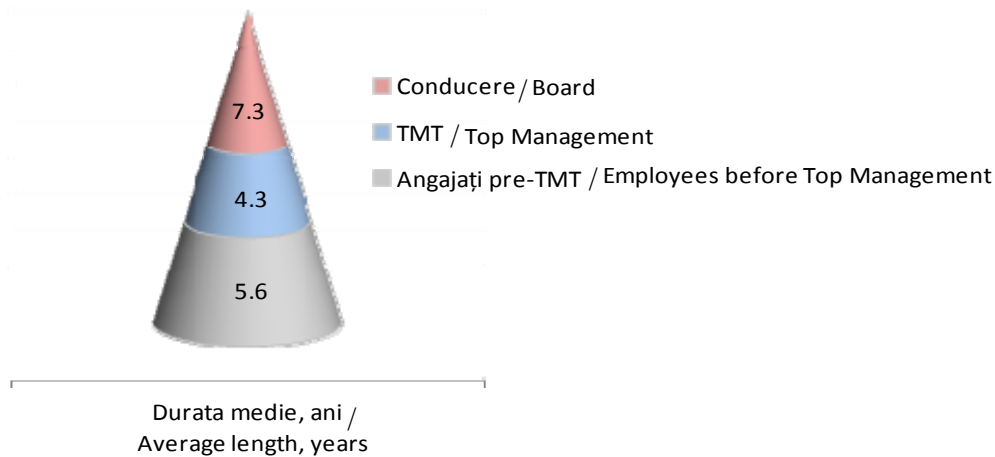 7.3
4.3
5.6
Conducere / Board
TMT / Top Management
Angajați pre-TMT / Employees before Top Management
Durata medie, ani /
Average length, years